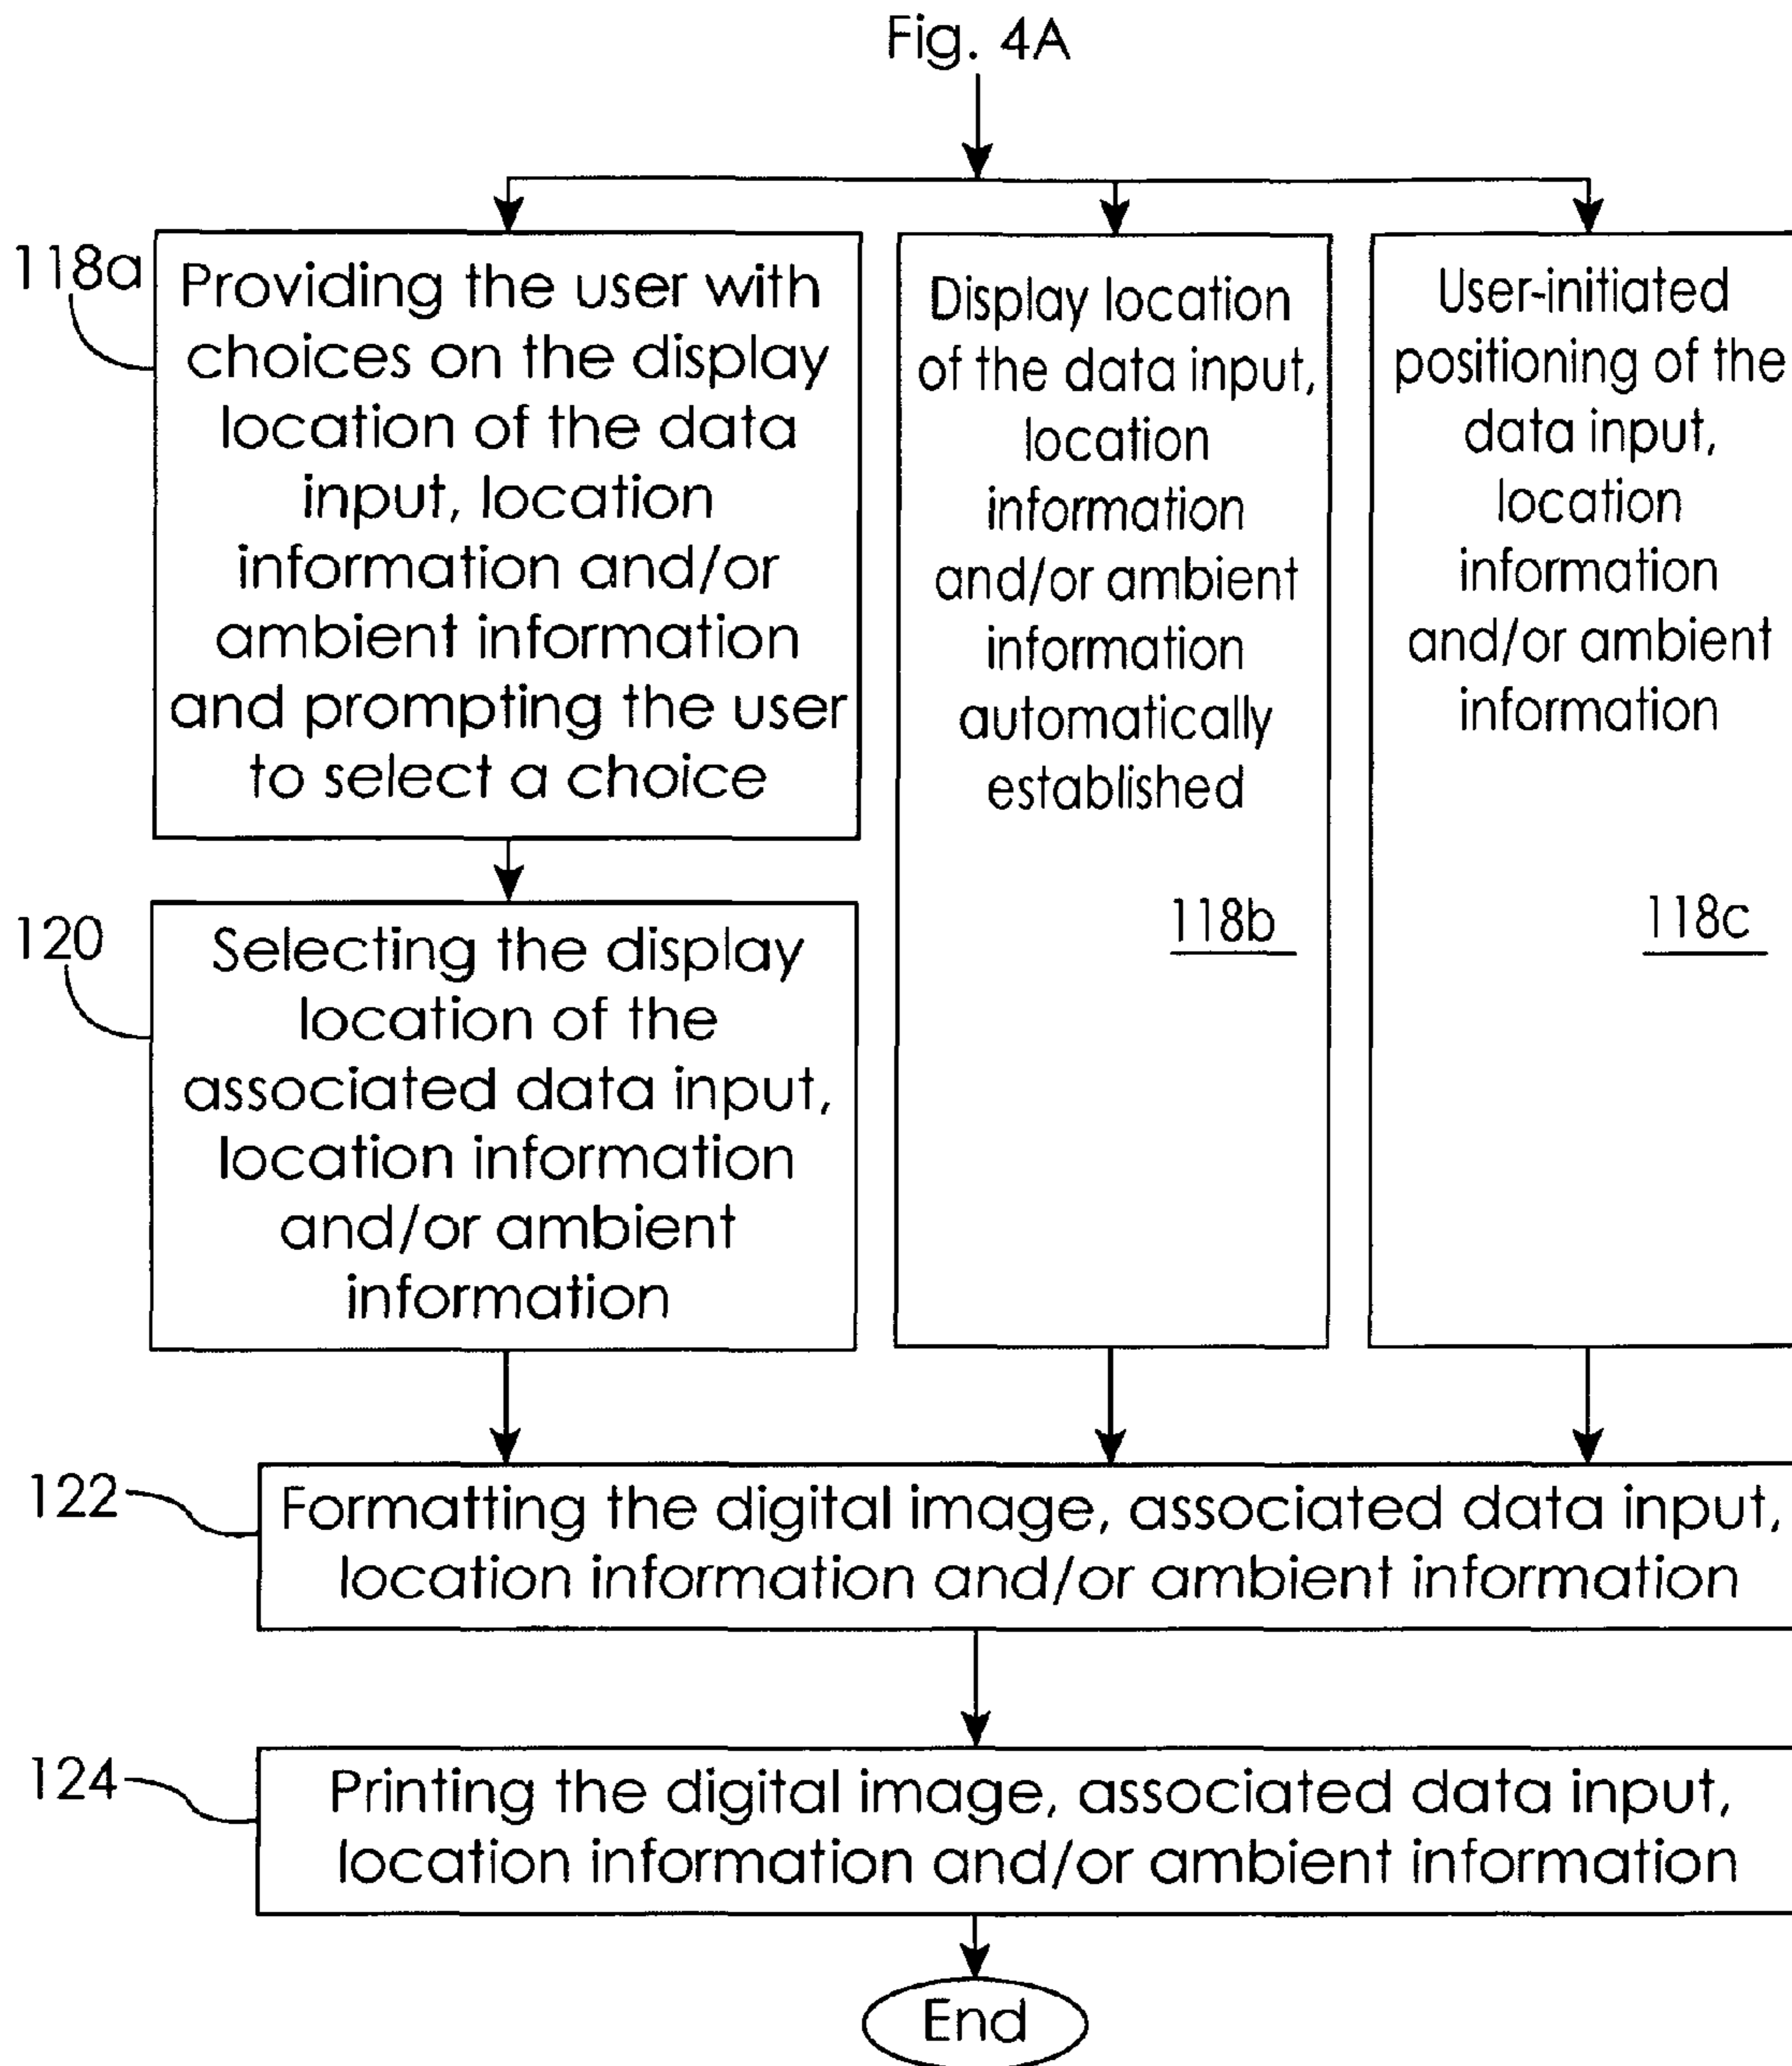 Fig. 4A
118a
Providing the user with
choices on the display
location of the data
input, location
information and/or
ambient information
and prompting the user
to select a choice
Display location
of the data input,
location
information
and/or ambient
information
automatically
established
118b
User-initiated
positioning of the
data input,
location
information
and/or ambient
information
118c
120
Selecting the display
location of the
associated data input,
location information
and/or ambient
information
122
Formatting the digital image, associated data input,
location information and/or ambient information
124
Printing the digital image, associated data input,
location information and/or ambient information
End